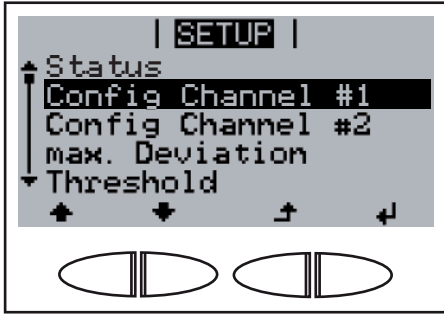 | SETUP |
Status
Config Channel #1
Config Channel #2
max. Deviation
Threshold